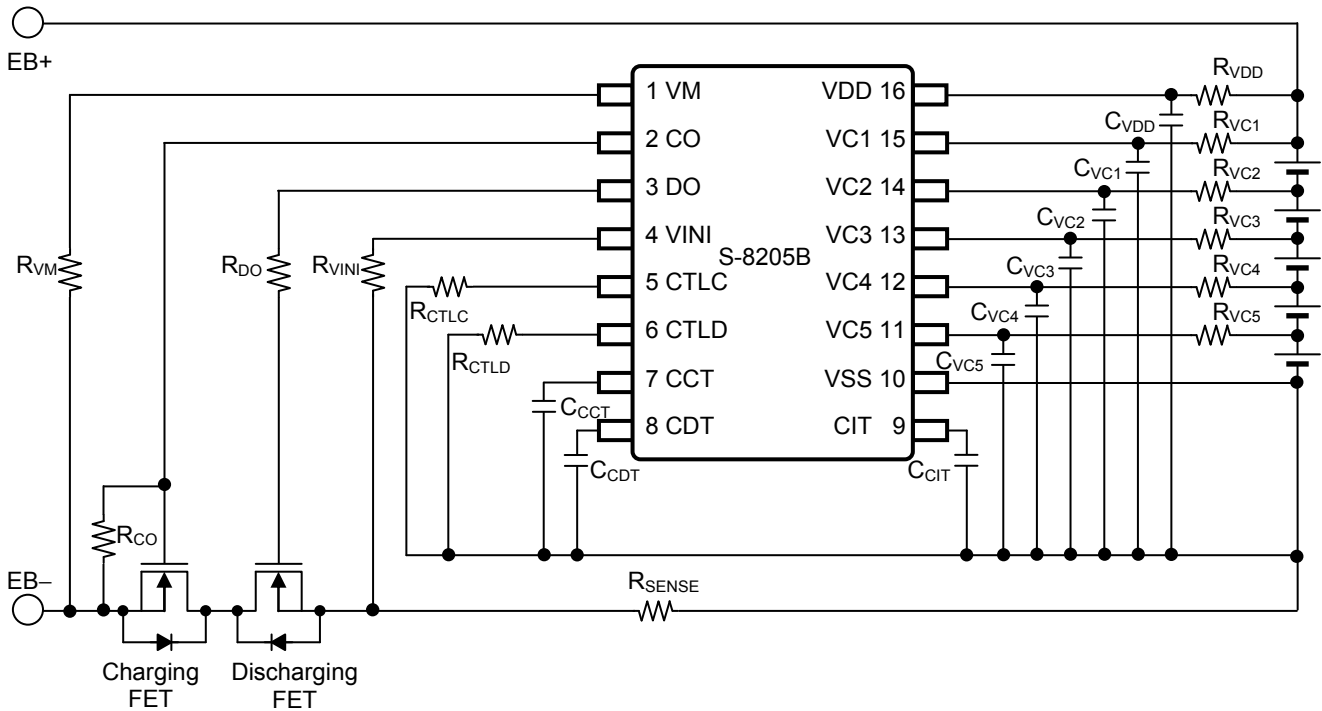 EB+
1 VM
2 CO
3 DO
4 VINI
5 CTLC
6 CTLD
7 CCT
8 CDT
S-8205B
VDD 16
VC1 15
VC2 14
VC3 13
VC4 12
VC5 11
VSS 10
CIT 9
RVDD
RVC1
RVC2
RVC3
RVC4
RVC5
CVDD
CVC1
CVC2
CVC3
CVC4
CVC5
RVM
RDO
RVINI
RCTLC
RCTLD
CCCT
CCDT
CCIT
RCO
EB–
RSENSE
Charging
FET
Discharging
FET